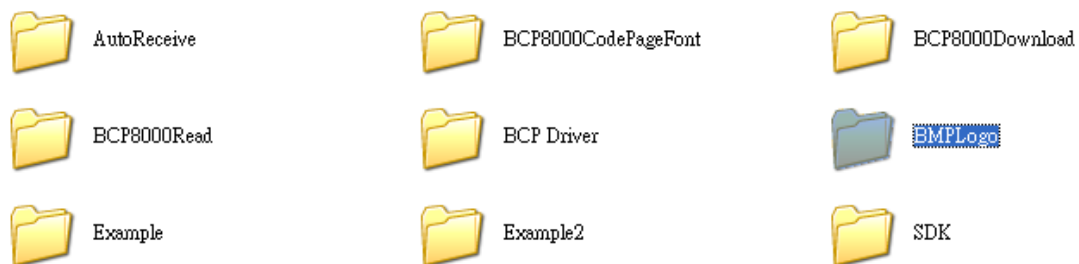 AutoReceive
BCP8000CodePageFont
BCP8000Download
BCP8000Read
BCP Driver
BMPLogo
Example
Example2
SDK